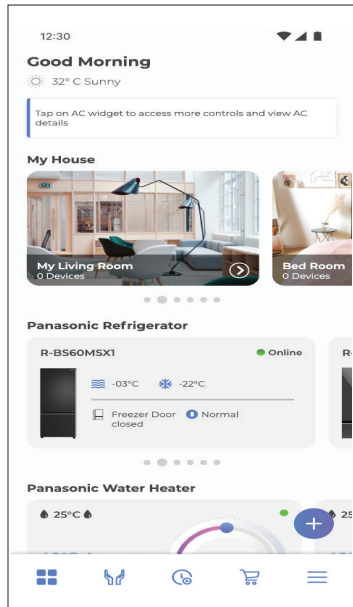 12:30
Good Morning
32° C Sunny
Tap on AC widget to access more controls and view AC
details
My House
My Living Room
0 Devices
Bed Room
0 Devices
Panasonic Refrigerator
R-BS60MSX1
Online
R-
-03°C
-22°C
Freezer Door
closed
Normal
Panasonic Water Heater
25°C
25